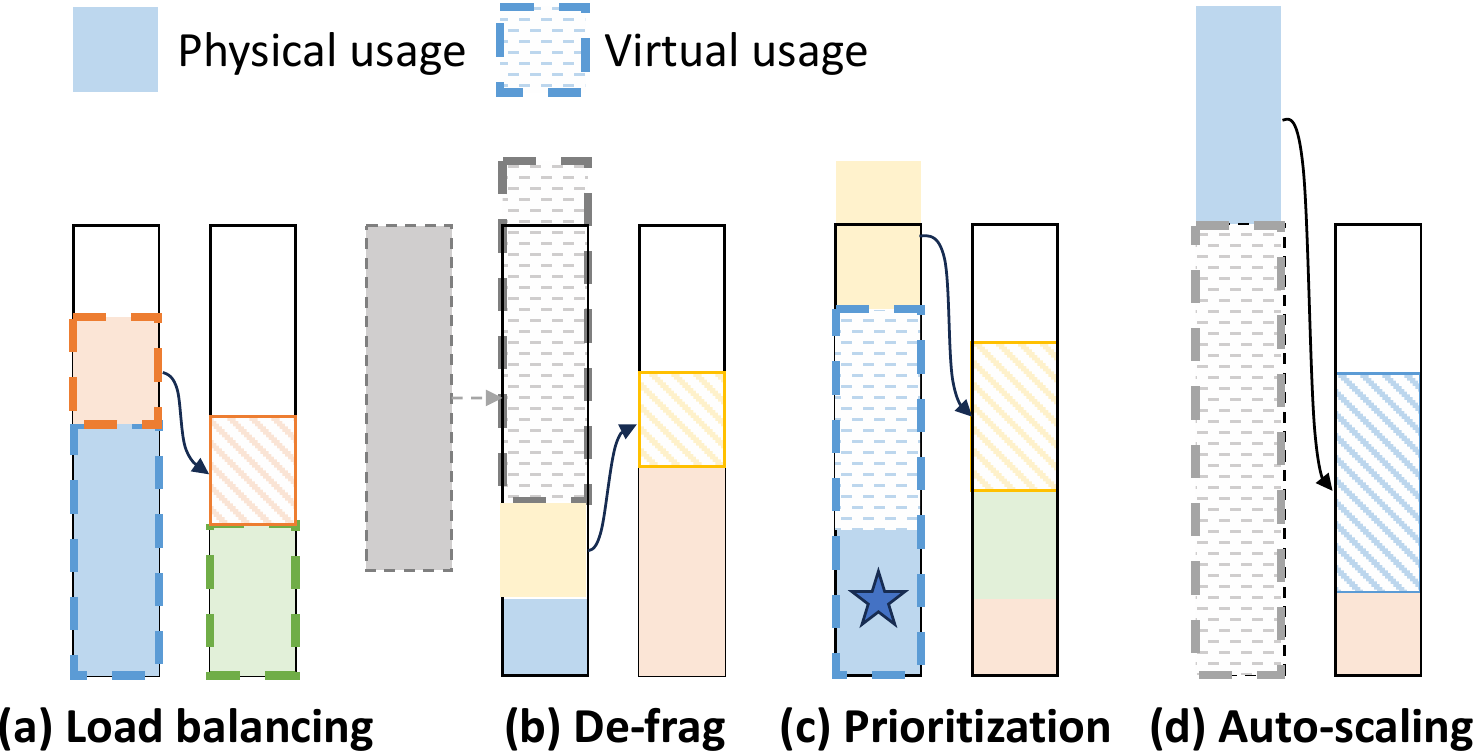 Physical usage
Virtual usage
(a) Load balancing
(b) De-frag
(c) Prioritization
(d) Auto-scaling